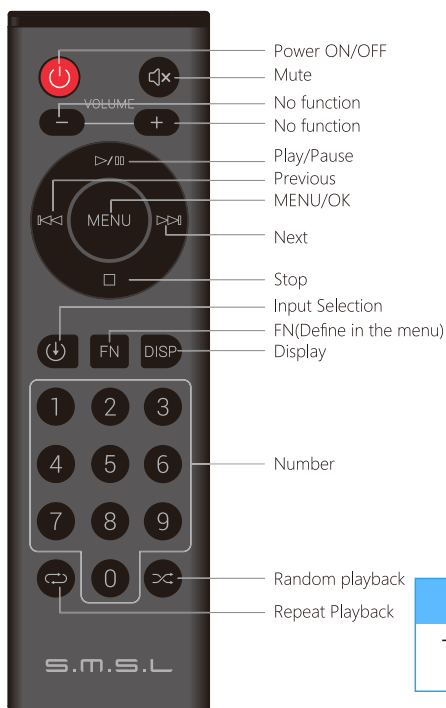 Power ON/OFF
Mute
VOLUME
No function
No function
Play/Pause
Previous
MENU
MENU/OK
Next
Stop
Input Selection
FN(Define in the menu)
FN
DISP
Display
1 2 3
4 5 6
Number
7 8 9
0
Random playback
Repeat Playback
S.M.S.L